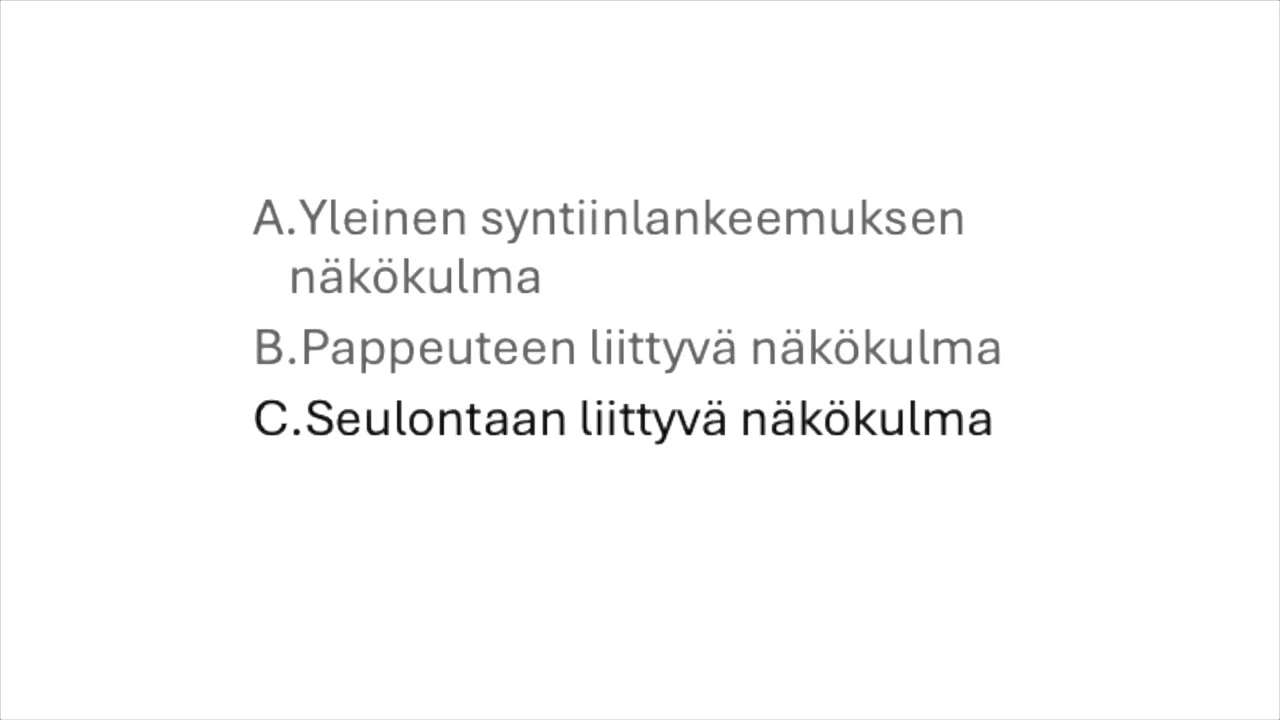 A.Yleinen syntiinlankeemuksen
näkökulma
B.Pappeuteen liittyvä näkökulma
C.Seulontaan liittyvä näkökulma